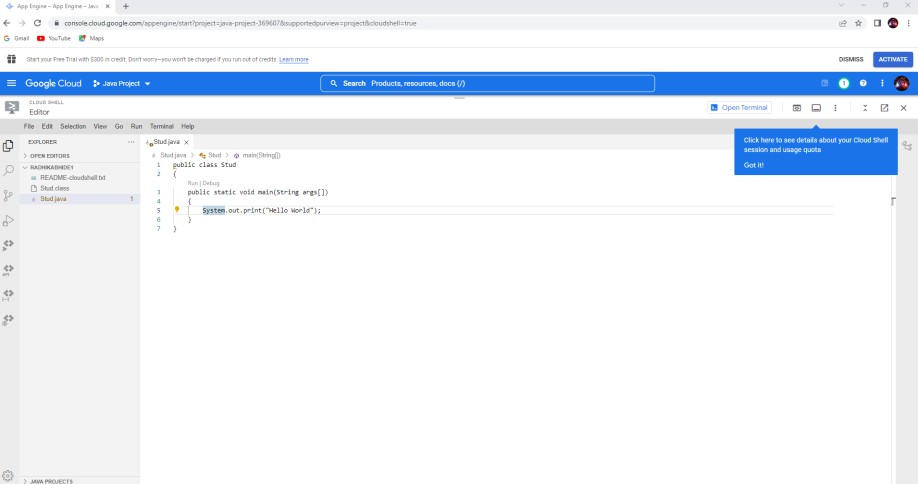 App Engine – App Engine – Java
console.cloud.google.com/appengine/start?project=java-project-369607&supportedpurview=project&cloudshell=true
Gmail YouTube Maps
Start your Free Trial with $300 in credit. Don't worry—you won't be charged if you run out of credits. Learn more
DISMISS ACTIVATE
Google Cloud Java Project Search Products, resources, docs (/) 1
CLOUD SHELL
Editor
Open Terminal
File Edit Selection View Go Run Terminal Help
Click here to see details about your Cloud Shell
session and usage quota
Got it!
EXPLORER
OPEN EDITORS
RADHIKABHIDE1
README-cloudshell.txt
Stud.class
Stud.java 1
JAVA PROJECTS
Stud.java
Stud.java > Stud > main(String[])
1 public class Stud
2 {
Run | Debug
3 public static void main(String args[])
4 {
5 System.out.print("Hello World");
6 }
7 }